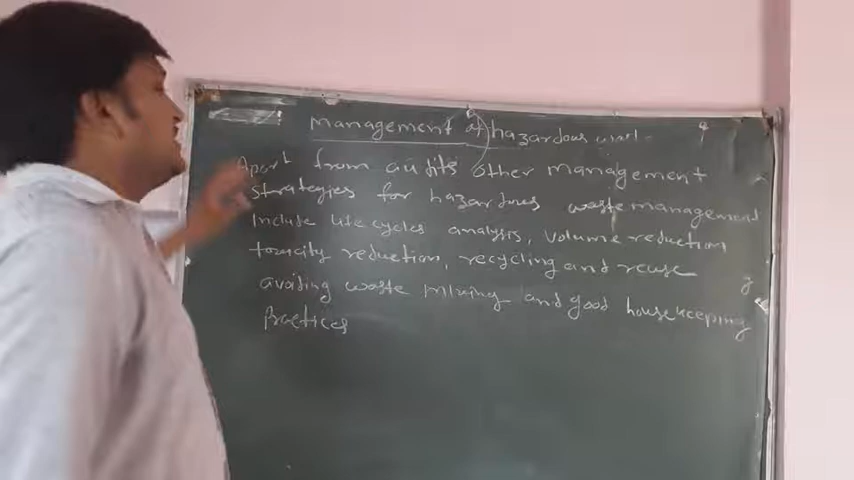 Management of hazardous wast
Apart from audits other management
strategies for hazardous waste management
include life cycles analysis, volume reduction
toxicity reduction, recycling and reuse
avoiding waste mixing and good housekeeping
Practices